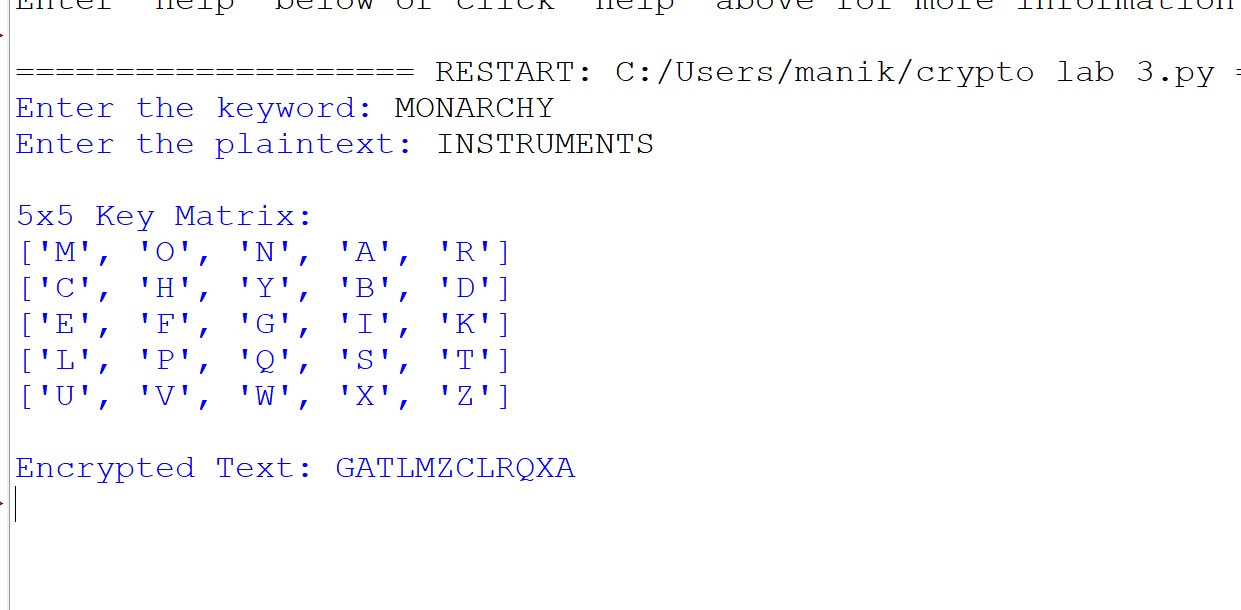 Enter "help" below or click "Help" above for more information
===================== RESTART: C:/Users/manik/crypto lab 3.py =
Enter the keyword: MONARCHY
Enter the plaintext: INSTRUMENTS
5x5 Key Matrix:
['M', 'O', 'N', 'A', 'R']
['C', 'H', 'Y', 'B', 'D']
['E', 'F', 'G', 'I', 'K']
['L', 'P', 'Q', 'S', 'T']
['U', 'V', 'W', 'X', 'Z']
Encrypted Text: GATLMZCLRQXA